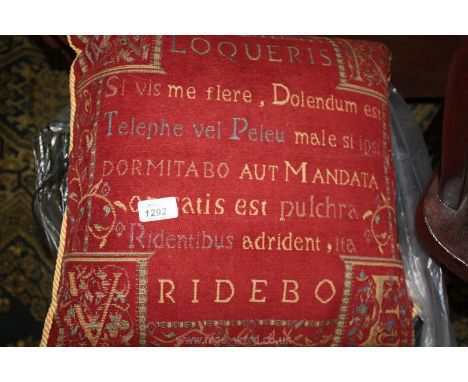 LOQUERIS
Si vis me flere, Dolendum est
Telephe vel Peleu male si ipsi
DORMITABO AUT MANDATA
1292
atis est pulchra
Ridentibus adrident, ita
RIDEBO